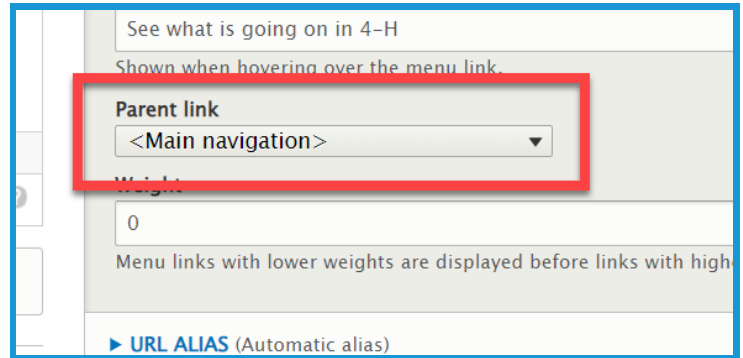 See what is going on in 4-H
Shown when hovering over the menu link.
Parent link
<Main navigation>
Weight
0
Menu links with lower weights are displayed before links with high
URL ALIAS (Automatic alias)